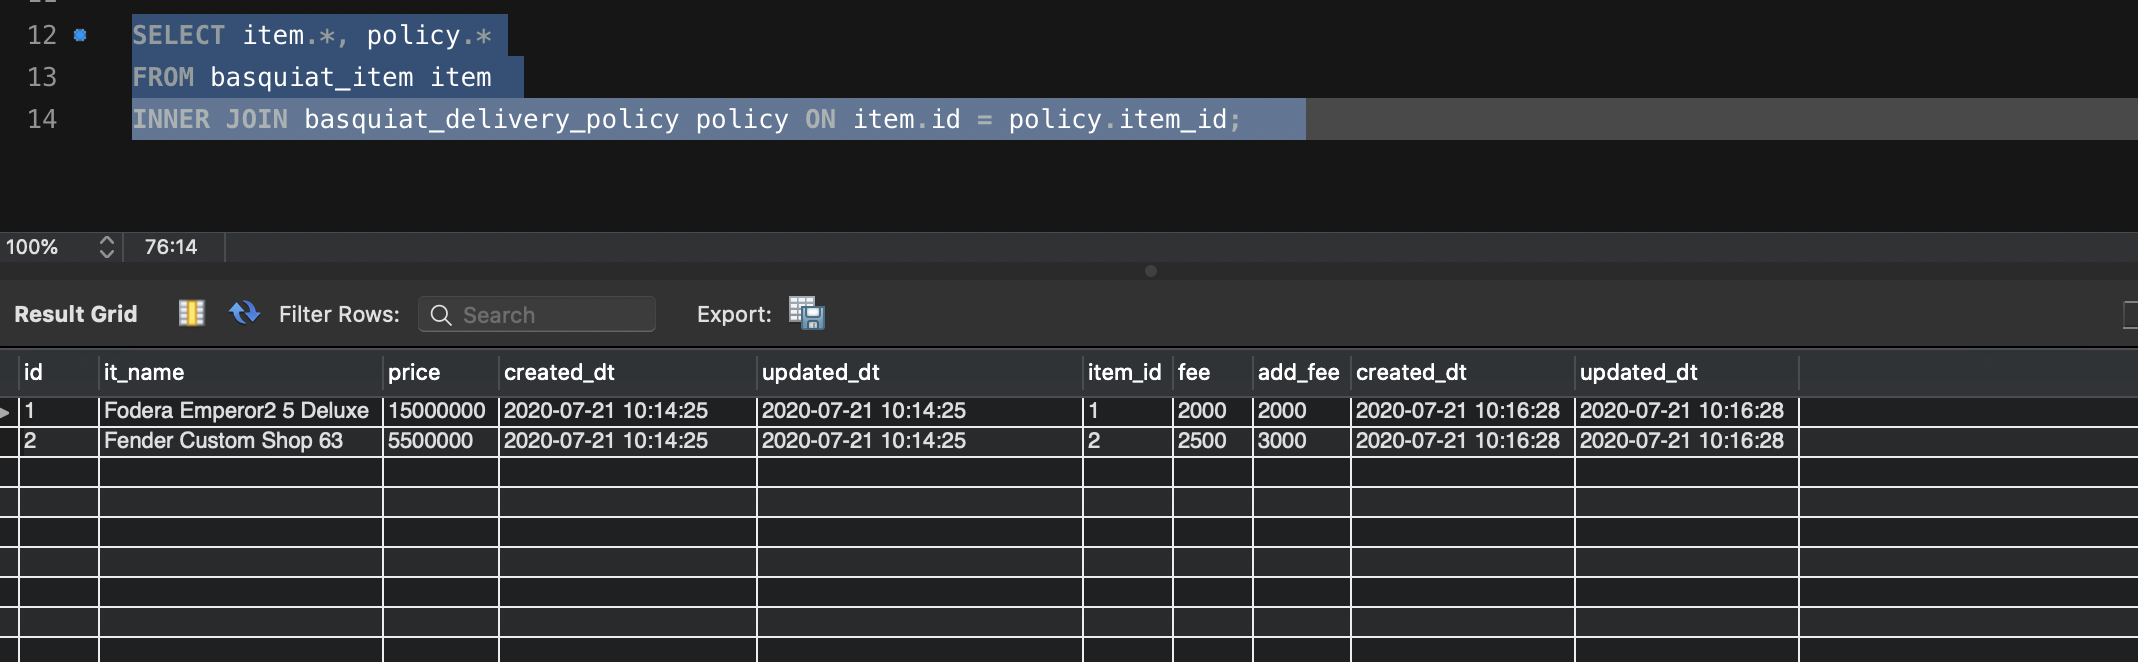 12 SELECT item.*, policy.*
13 FROM basquiat_item item
14 INNER JOIN basquiat_delivery_policy policy ON item.id = policy.item_id;
100% 76:14
Result Grid Filter Rows: Search Export:
id it_name price created_dt updated_dt item_id fee add_fee created_dt updated_dt
1 Fodera Emperor2 5 Deluxe 15000000 2020-07-21 10:14:25 2020-07-21 10:14:25 1 2000 2000 2020-07-21 10:16:28 2020-07-21 10:16:28
2 Fender Custom Shop 63 5500000 2020-07-21 10:14:25 2020-07-21 10:14:25 2 2500 3000 2020-07-21 10:16:28 2020-07-21 10:16:28